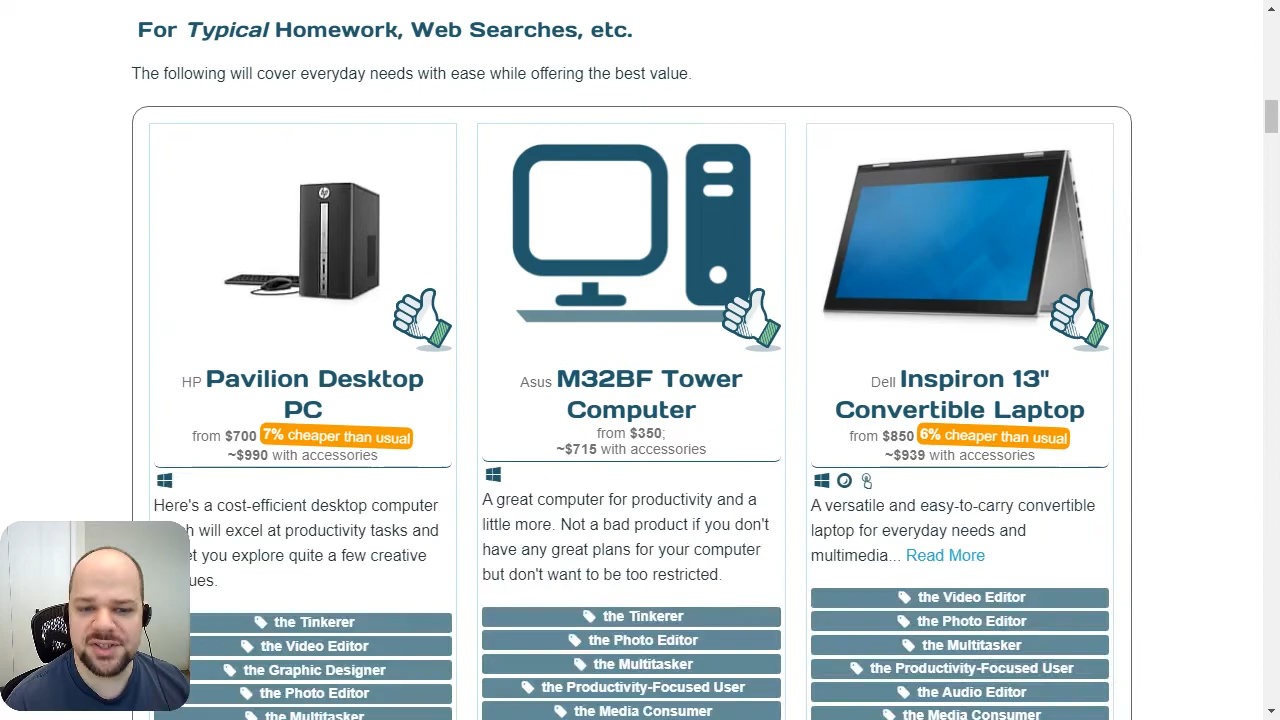 For Typical Homework, Web Searches, etc.
The following will cover everyday needs with ease while offering the best value.
hp
HP Pavilion Desktop
PC
from $700 7% cheaper than usual
~$990 with accessories
Here's a cost-efficient desktop computer
will excel at productivity tasks and
you explore quite a few creative
the Tinkerer
the Video Editor
the Graphic Designer
the Photo Editor
the Multitasker
Asus M32BF Tower
Computer
from $350;
~$715 with accessories
A great computer for productivity and a
little more. Not a bad product if you don't
have any great plans for your computer
but don't want to be too restricted.
the Tinkerer
the Photo Editor
the Multitasker
the Productivity-Focused User
the Media Consumer
Dell Inspiron 13"
Convertible Laptop
from $850 6% cheaper than usual
~$939 with accessories
A versatile and easy-to-carry convertible
laptop for everyday needs and
multimedia... Read More
the Video Editor
the Photo Editor
the Multitasker
the Productivity-Focused User
the Audio Editor
the Media Consumer